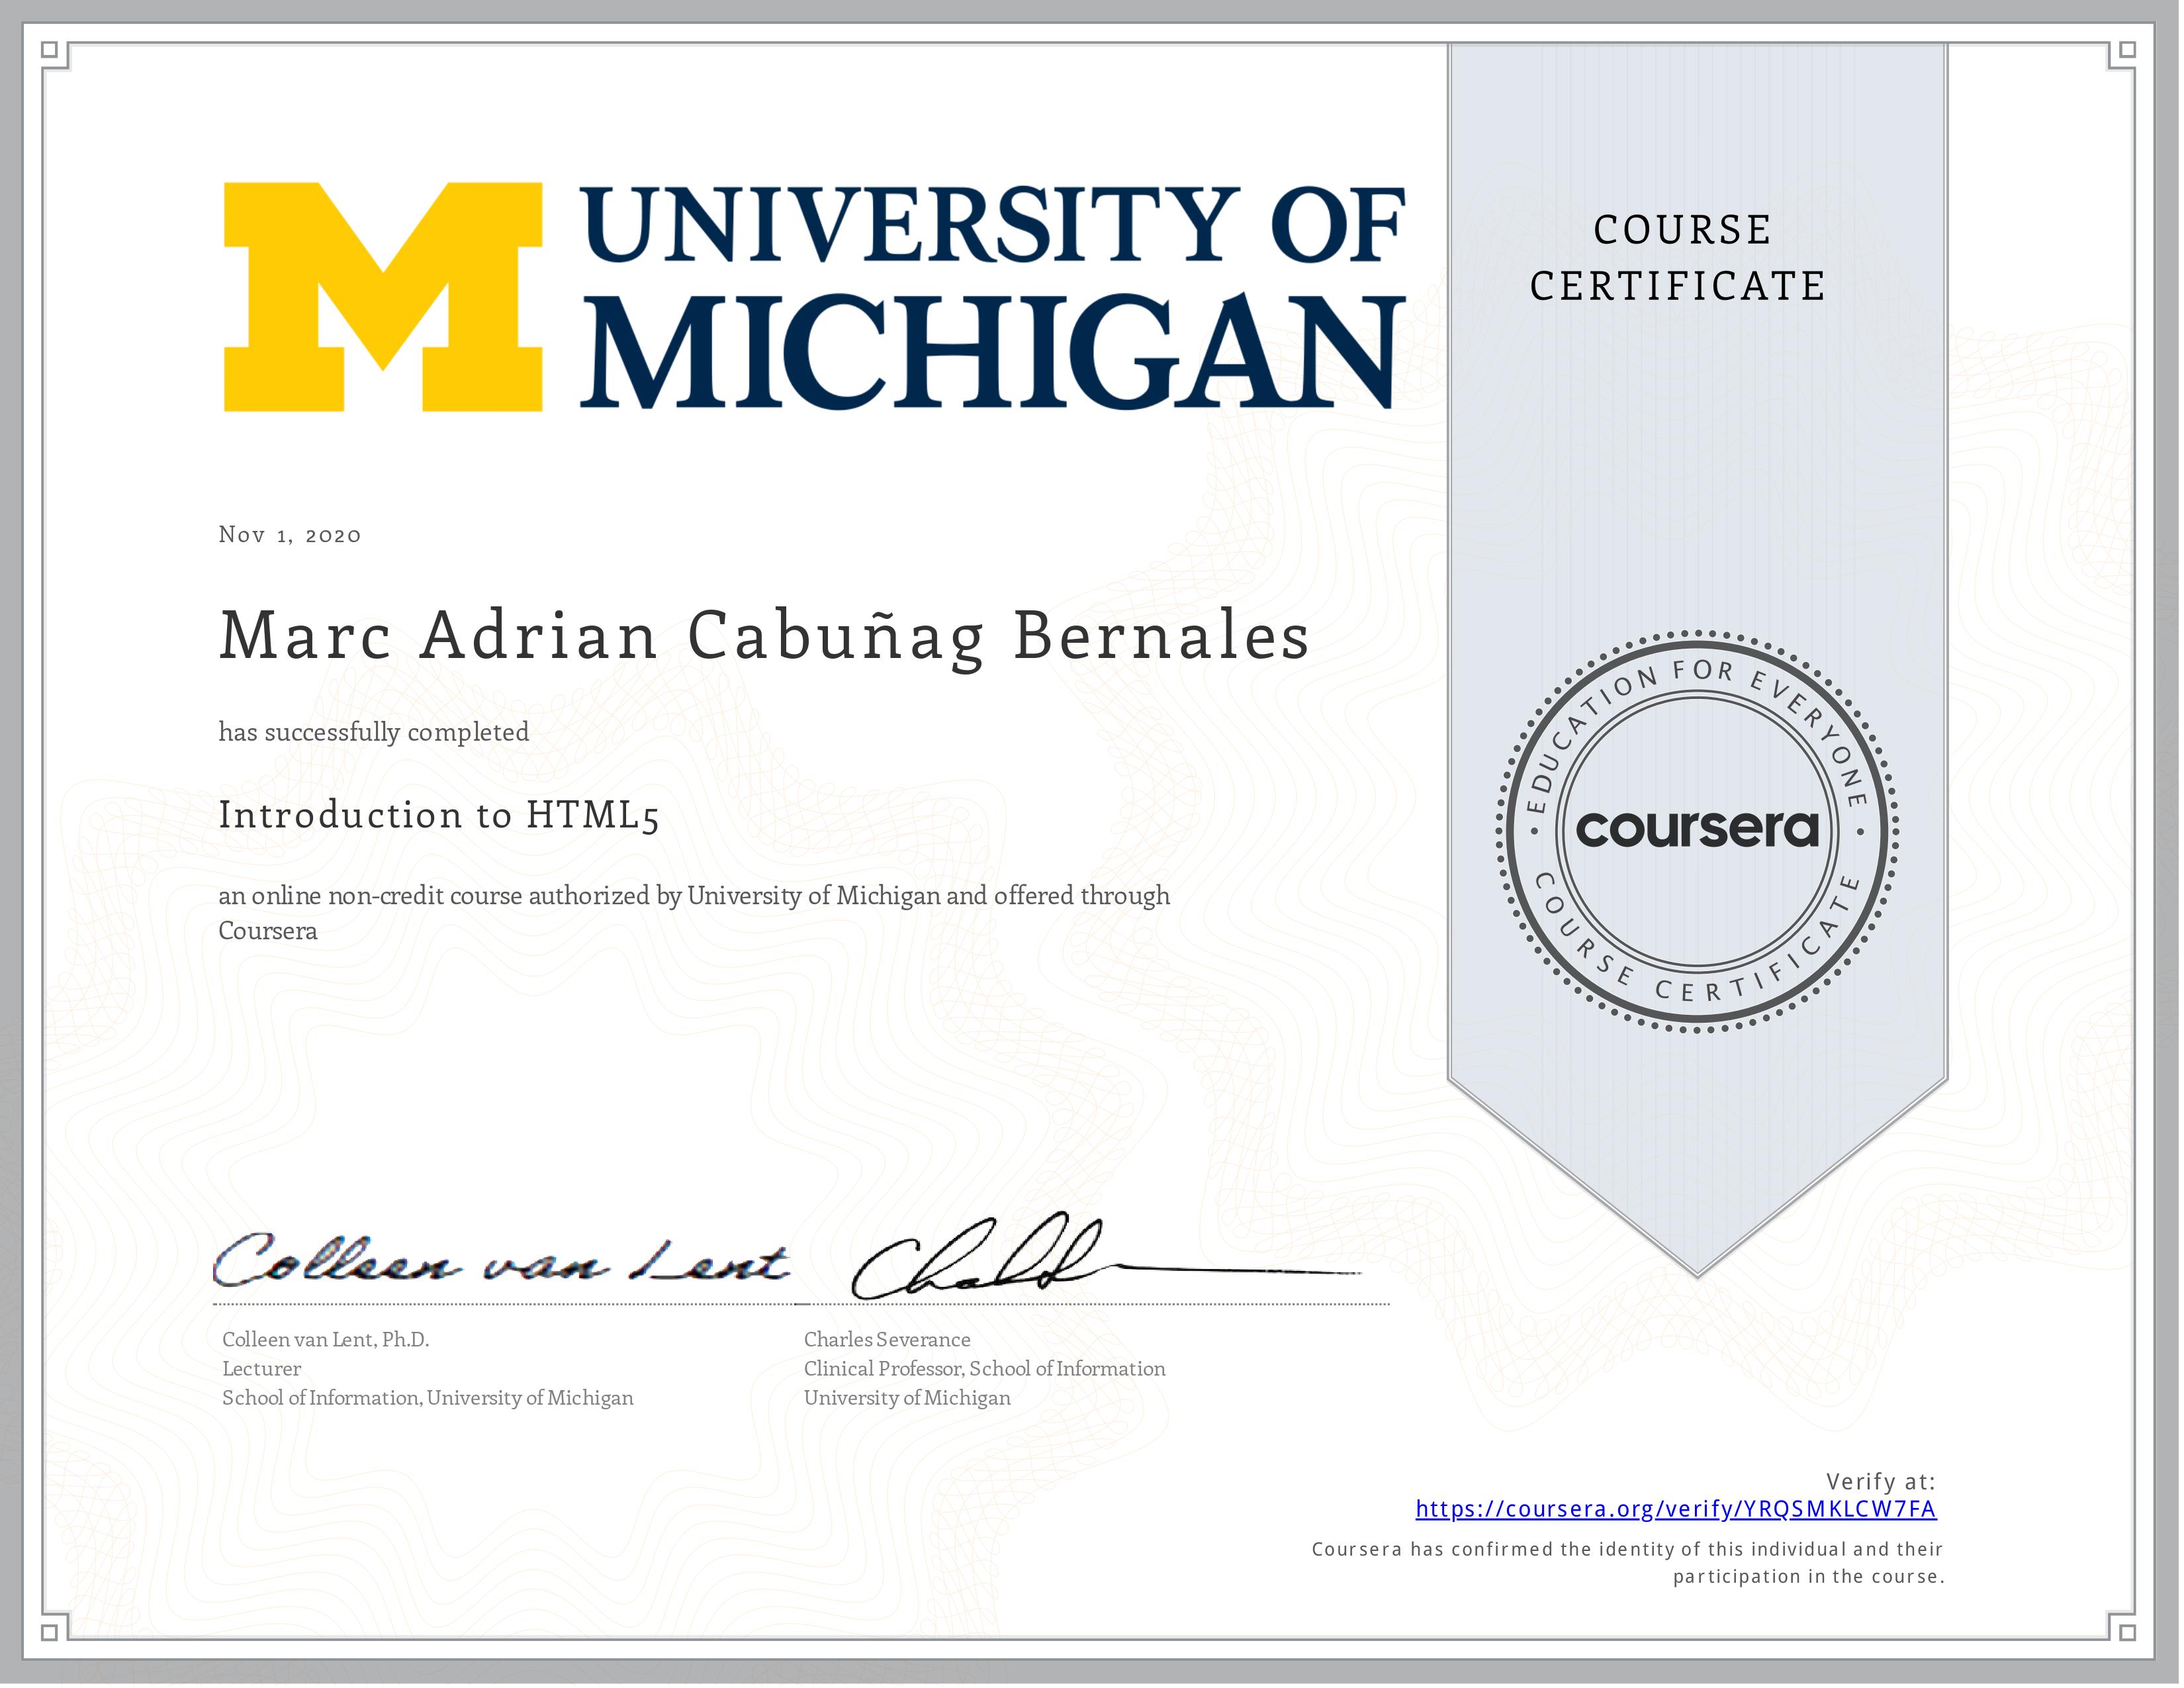 UNIVERSITY OF
MICHIGAN
COURSE
CERTIFICATE
Nov 1, 2020
Marc Adrian Cabuñag Bernales
has successfully completed
Introduction to HTML5
an online non-credit course authorized by University of Michigan and offered through
Coursera
EDUCATION FOR EVERYONE
coursera
COURSE CERTIFICATE
Colleen van Lent
Colleen van Lent, Ph.D.
Lecturer
School of Information, University of Michigan
Charles Severance
Clinical Professor, School of Information
University of Michigan
Verify at:
https://coursera.org/verify/YRQSMKLCW7FA
Coursera has confirmed the identity of this individual and their
participation in the course.